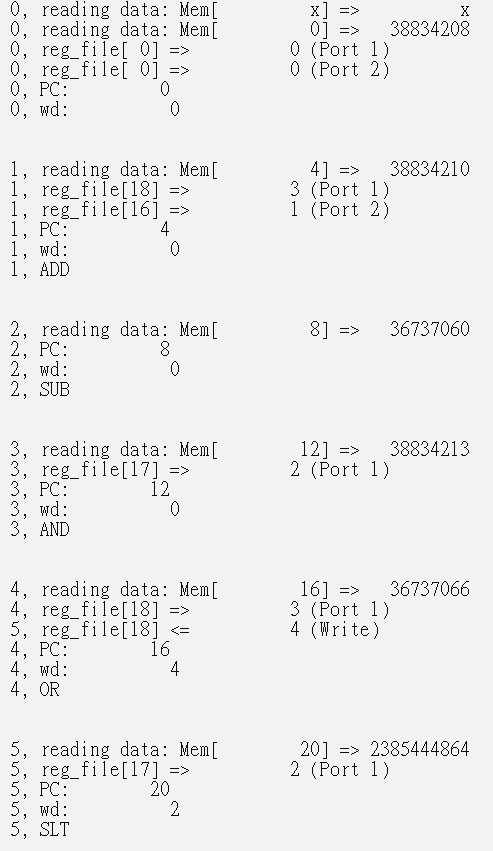 0, reading data: Mem[         x] =>          x
0, reading data: Mem[         0] =>   38834208
0, reg_file[ 0] =>          0 (Port 1)
0, reg_file[ 0] =>          0 (Port 2)
0, PC:         0
0, wd:          0
1, reading data: Mem[         4] =>   38834210
1, reg_file[18] =>          3 (Port 1)
1, reg_file[16] =>          1 (Port 2)
1, PC:         4
1, wd:          0
1, ADD
2, reading data: Mem[         8] =>   36737060
2, PC:         8
2, wd:          0
2, SUB
3, reading data: Mem[        12] =>   38834213
3, reg_file[17] =>          2 (Port 1)
3, PC:        12
3, wd:          0
3, AND
4, reading data: Mem[        16] =>   36737066
4, reg_file[18] =>          3 (Port 1)
5, reg_file[18] <=          4 (Write)
4, PC:        16
4, wd:          4
4, OR
5, reading data: Mem[        20] => 2385444864
5, reg_file[17] =>          2 (Port 1)
5, PC:        20
5, wd:          2
5, SLT